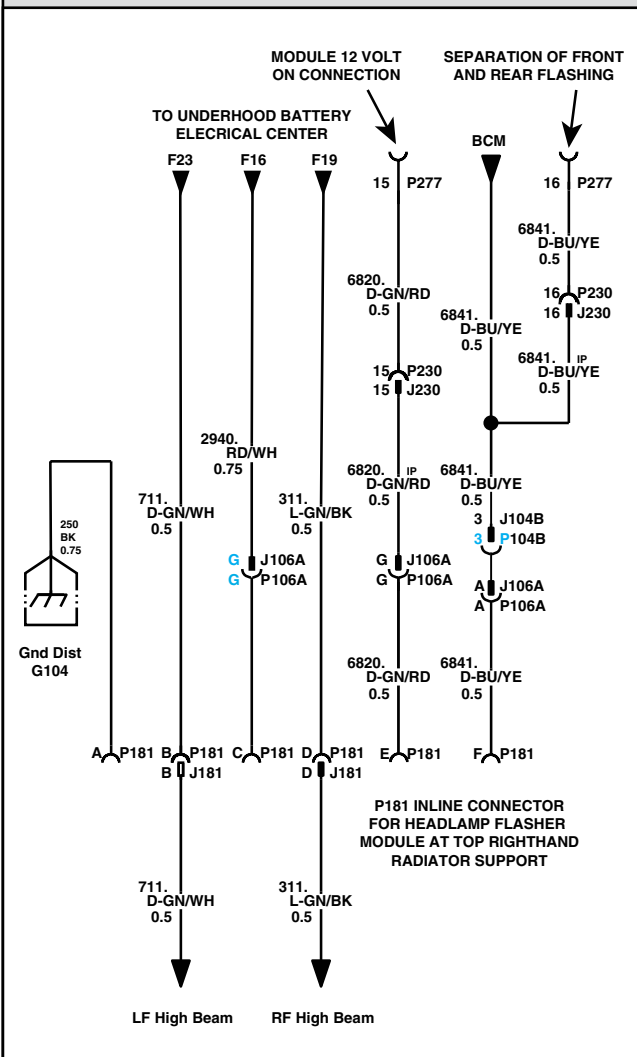 MODULE 12 VOLT
ON CONNECTION
SEPARATION OF FRONT
AND REAR FLASHING
TO UNDERHOOD BATTERY
ELECRICAL CENTER
F23
F16
F19
BCM
15 P277
16 P277
6841.
D-BU/YE
0.5
6820.
D-GN/RD
0.5
16 P230
16 J230
6841.
D-BU/YE
0.5
6841. IP
D-BU/YE
0.5
15 P230
15 J230
2940.
RD/WH
0.75
6820. IP
D-GN/RD
0.5
6841.
D-BU/YE
0.5
711.
D-GN/WH
0.5
311.
L-GN/BK
0.5
250
BK
0.75
3 J104B
3 P104B
G J106A
G P106A
G J106A
G P106A
A J106A
A P106A
Gnd Dist
G104
6820.
D-GN/RD
0.5
6841.
D-BU/YE
0.5
A P181
B P181
B J181
C P181
D P181
D J181
E P181
F P181
P181 INLINE CONNECTOR
FOR HEADLAMP FLASHER
MODULE AT TOP RIGHTHAND
RADIATOR SUPPORT
711.
D-GN/WH
0.5
311.
L-GN/BK
0.5
LF High Beam
RF High Beam